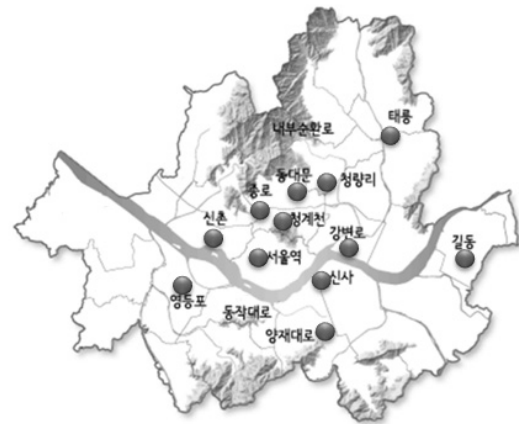 태릉
내부순환로
동대문
청량리
종로
청계천
신촌
강변로
길동
서울역
신사
영등포
동작대로
양재대로